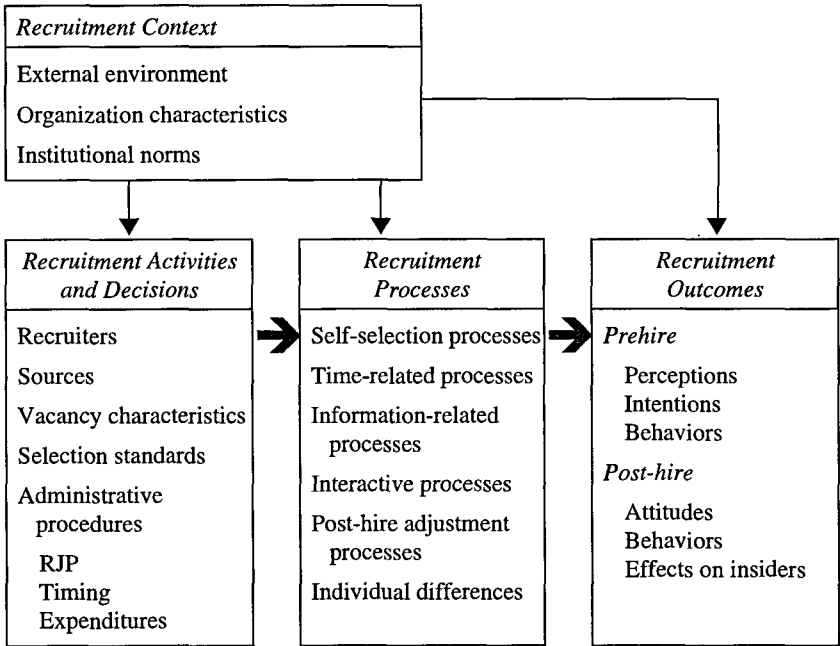 Recruitment Context
External environment
Organization characteristics
Institutional norms
Recruitment Activities
and Decisions
Recruiters
Sources
Vacancy characteristics
Selection standards
Administrative
procedures
RJP
Timing
Expenditures
Recruitment
Processes
Self-selection processes
Time-related processes
Information-related
processes
Interactive processes
Post-hire adjustment
processes
Individual differences
Recruitment
Outcomes
Prehire
Perceptions
Intentions
Behaviors
Post-hire
Attitudes
Behaviors
Effects on insiders